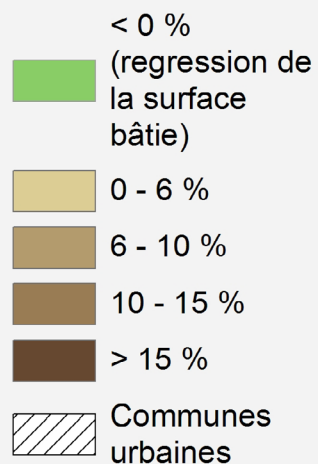 < 0 %
(regression de
la surface
bâtie)
0 - 6 %
6 - 10 %
10 - 15 %
> 15 %
Communes
urbaines